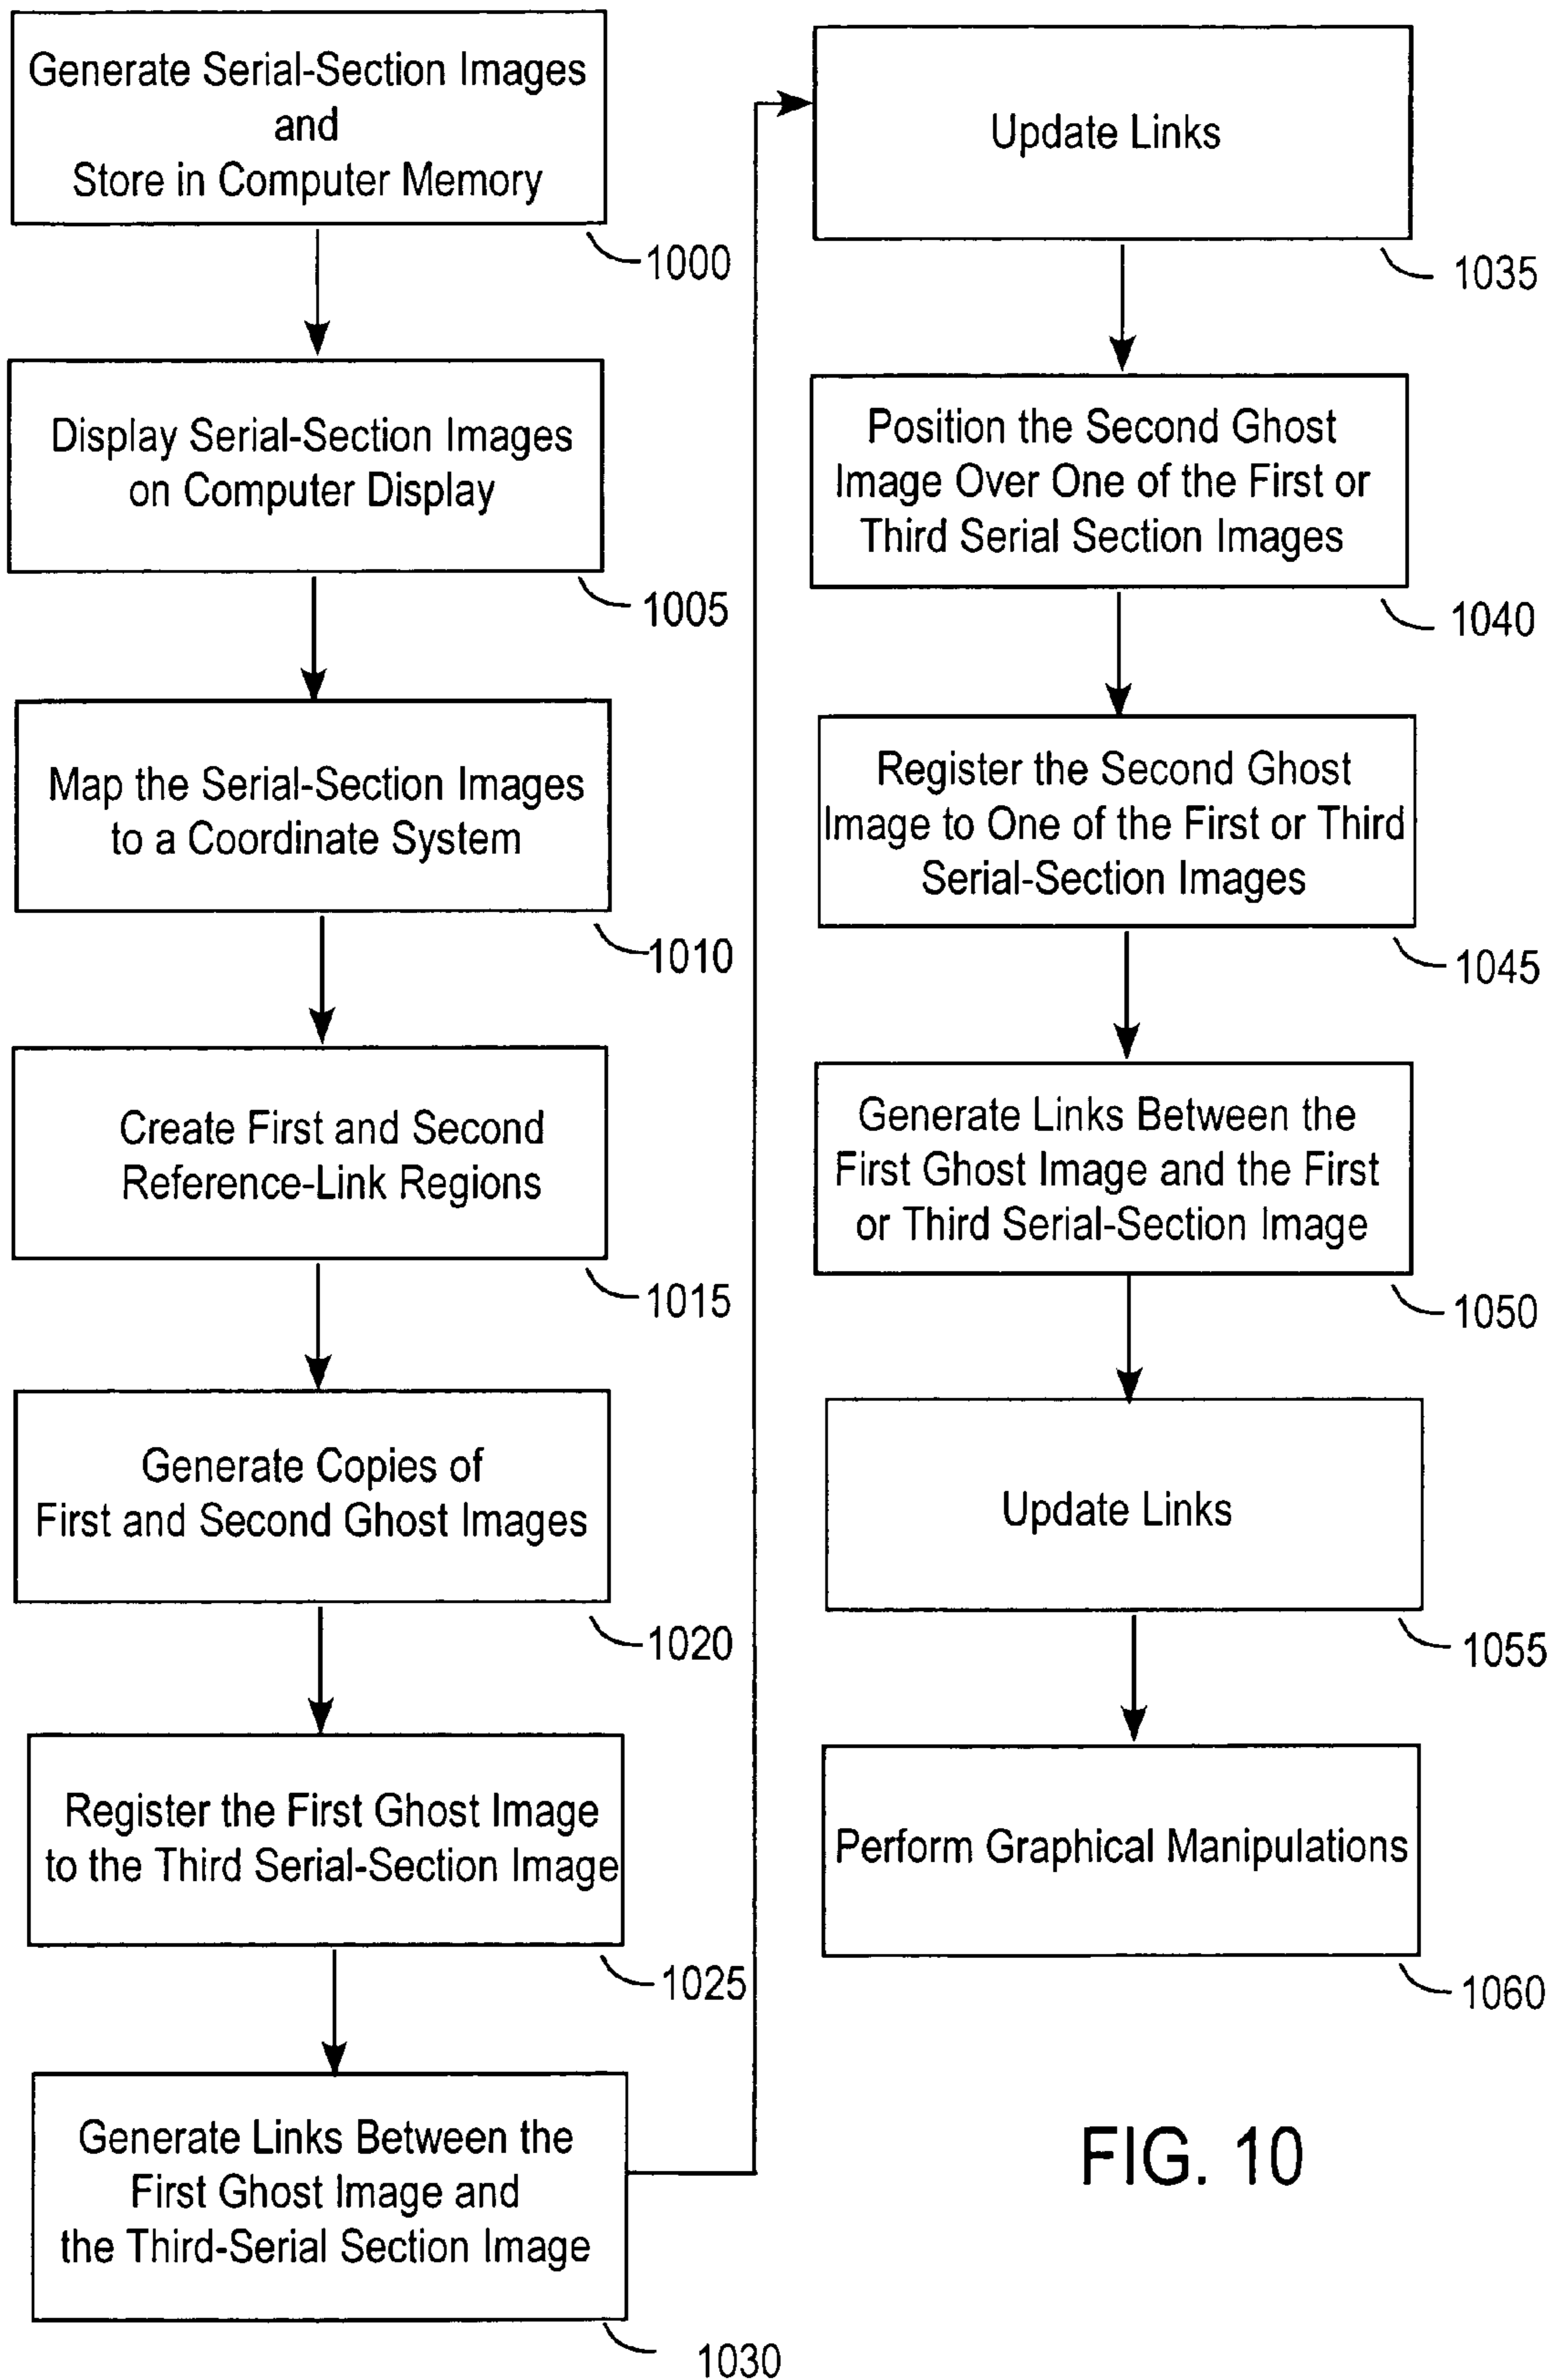 Generate Serial-Section Images
and
Store in Computer Memory
1000
Display Serial-Section Images
on Computer Display
1005
Map the Serial-Section Images
to a Coordinate System
1010
Create First and Second
Reference-Link Regions
1015
Generate Copies of
First and Second Ghost Images
1020
Register the First Ghost Image
to the Third Serial-Section Image
1025
Generate Links Between the
First Ghost Image and
the Third-Serial Section Image
1030
Update Links
1035
Position the Second Ghost
Image Over One of the First or
Third Serial Section Images
1040
Register the Second Ghost
Image to One of the First or Third
Serial-Section Images
1045
Generate Links Between the
First Ghost Image and the First
or Third Serial-Section Image
1050
Update Links
1055
Perform Graphical Manipulations
1060
FIG. 10